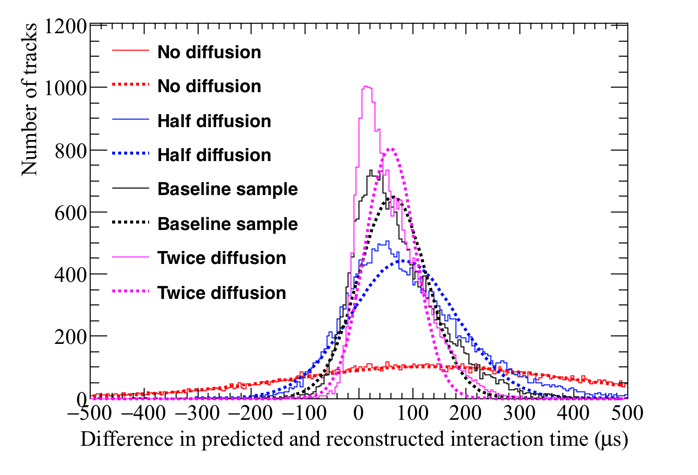 Number of tracks
1200
1000
800
600
400
200
0
No diffusion
No diffusion
Half diffusion
Half diffusion
Baseline sample
Baseline sample
Twice diffusion
Twice diffusion
−500 −400 −300 −200 −100 0 100 200 300 400 500
Difference in predicted and reconstructed interaction time (μs)